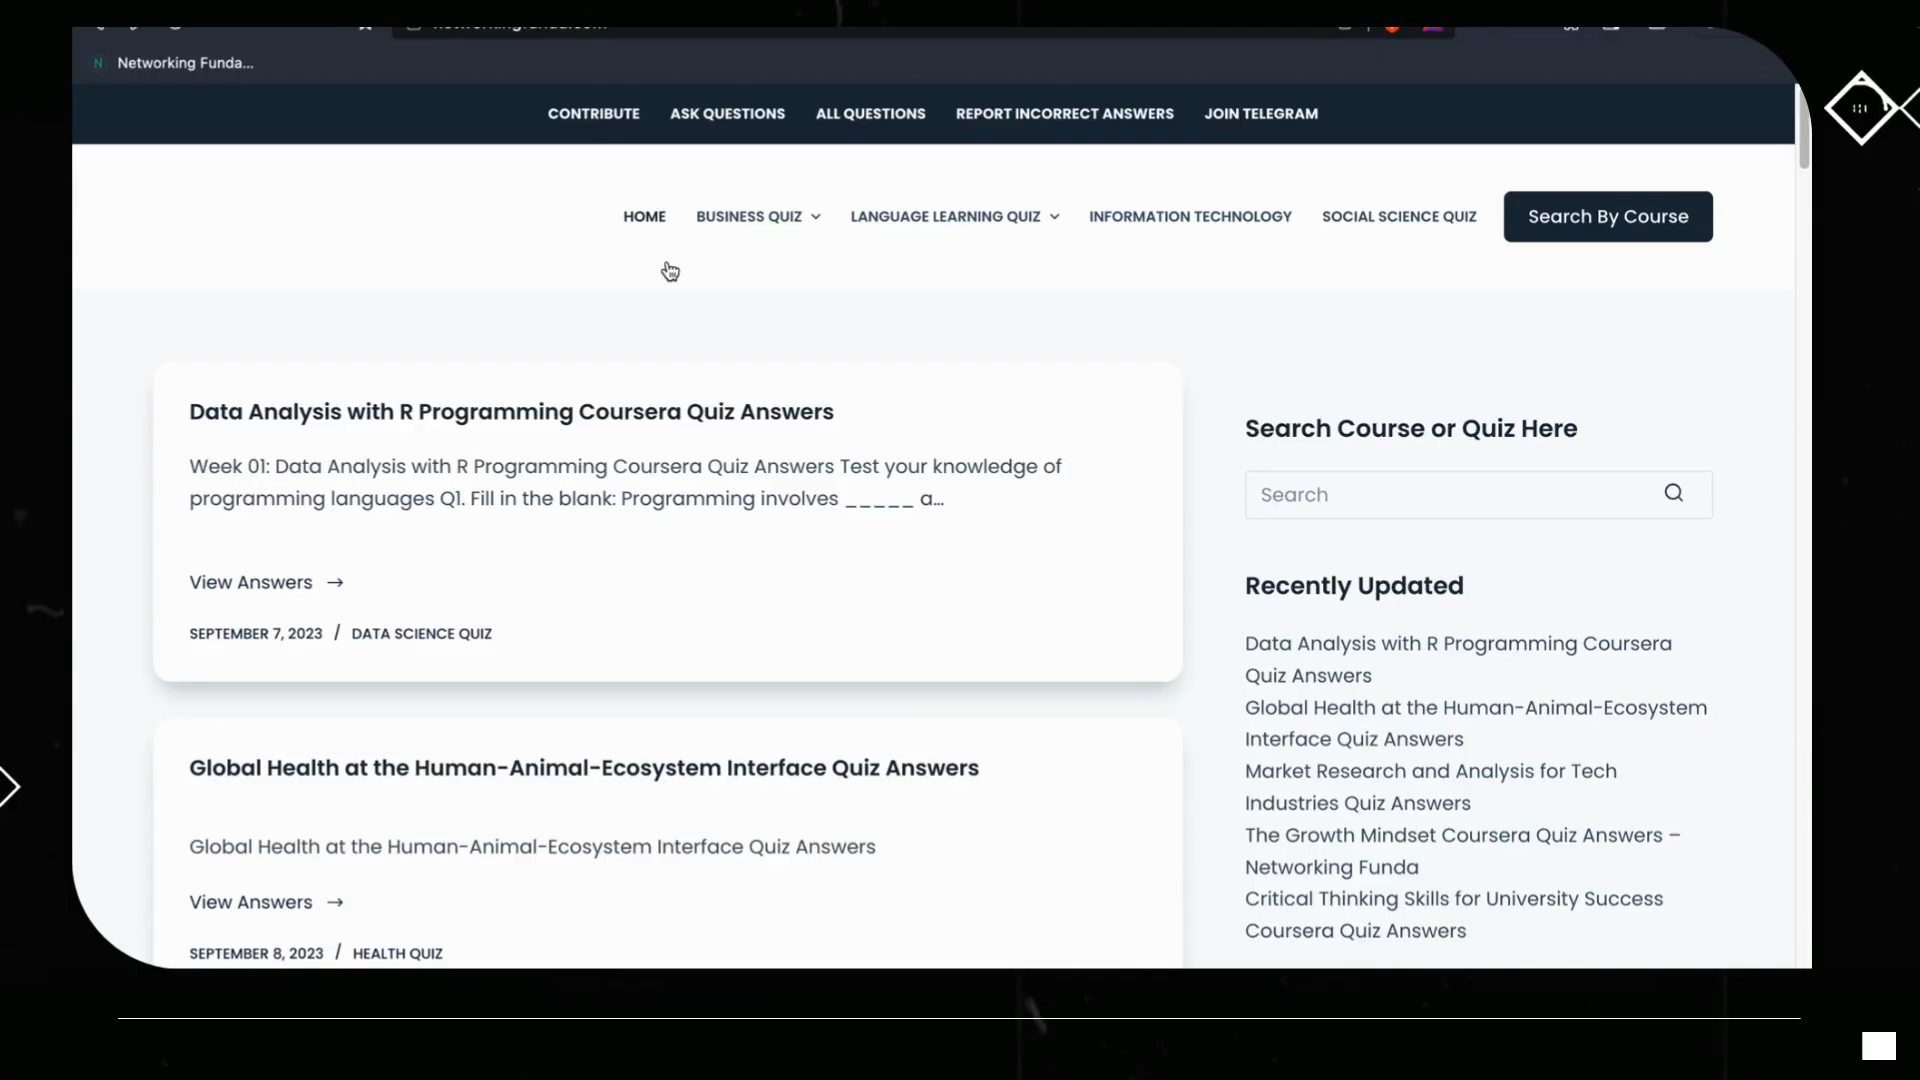 Networking Funda...
CONTRIBUTE ASK QUESTIONS ALL QUESTIONS REPORT INCORRECT ANSWERS JOIN TELEGRAM
HOME BUSINESS QUIZ LANGUAGE LEARNING QUIZ INFORMATION TECHNOLOGY SOCIAL SCIENCE QUIZ Search By Course
Data Analysis with R Programming Coursera Quiz Answers
Week 01: Data Analysis with R Programming Coursera Quiz Answers Test your knowledge of
programming languages Q1. Fill in the blank: Programming involves _____ a...
View Answers →
SEPTEMBER 7, 2023 / DATA SCIENCE QUIZ
Global Health at the Human-Animal-Ecosystem Interface Quiz Answers
Global Health at the Human-Animal-Ecosystem Interface Quiz Answers
View Answers →
SEPTEMBER 8, 2023 / HEALTH QUIZ
Search Course or Quiz Here
Search
Recently Updated
Data Analysis with R Programming Coursera
Quiz Answers
Global Health at the Human-Animal-Ecosystem
Interface Quiz Answers
Market Research and Analysis for Tech
Industries Quiz Answers
The Growth Mindset Coursera Quiz Answers –
Networking Funda
Critical Thinking Skills for University Success
Coursera Quiz Answers